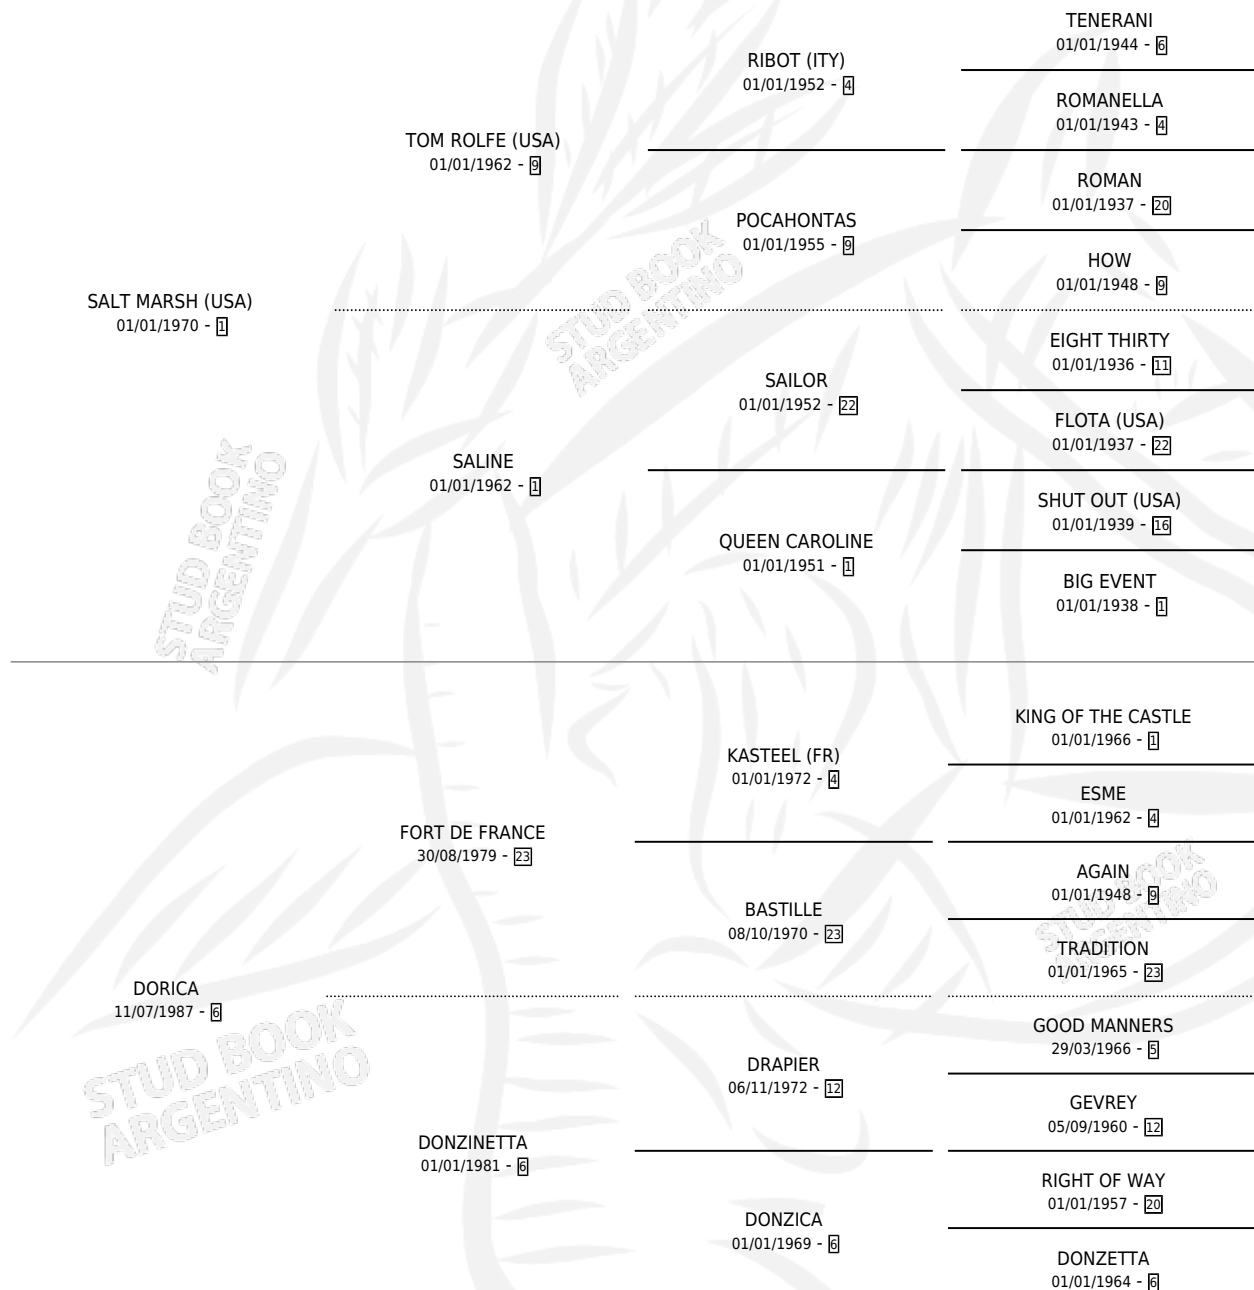 TENERANI
01/01/1944 - 6
RIBOT (ITY)
01/01/1952 - 4
ROMANELLA
01/01/1943 - 4
TOM ROLFE (USA)
01/01/1962 - 9
ROMAN
01/01/1937 - 20
POCAHONTAS
01/01/1955 - 9
HOW
01/01/1948 - 9
SALT MARSH (USA)
01/01/1970 - 1
EIGHT THIRTY
01/01/1936 - 11
SAILOR
01/01/1952 - 22
FLOTA (USA)
01/01/1937 - 22
SALINE
01/01/1962 - 1
SHUT OUT (USA)
01/01/1939 - 16
QUEEN CAROLINE
01/01/1951 - 1
BIG EVENT
01/01/1938 - 1
STUD BOOK
ARGENTINO
STUD BOOK
ARGENTINO
KING OF THE CASTLE
01/01/1966 - 1
KASTEEL (FR)
01/01/1972 - 4
ESME
01/01/1962 - 4
FORT DE FRANCE
30/08/1979 - 23
AGAIN
01/01/1948 - 9
BASTILLE
08/10/1970 - 23
TRADITION
01/01/1965 - 23
STUD BOOK
ARGENTINO
DORICA
11/07/1987 - 6
GOOD MANNERS
29/03/1966 - 5
DRAPIER
06/11/1972 - 12
GEVREY
05/09/1960 - 12
STUD BOOK
ARGENTINO
DONZINETTA
01/01/1981 - 6
RIGHT OF WAY
01/01/1957 - 20
DONZICA
01/01/1969 - 6
DONZETTA
01/01/1964 - 6